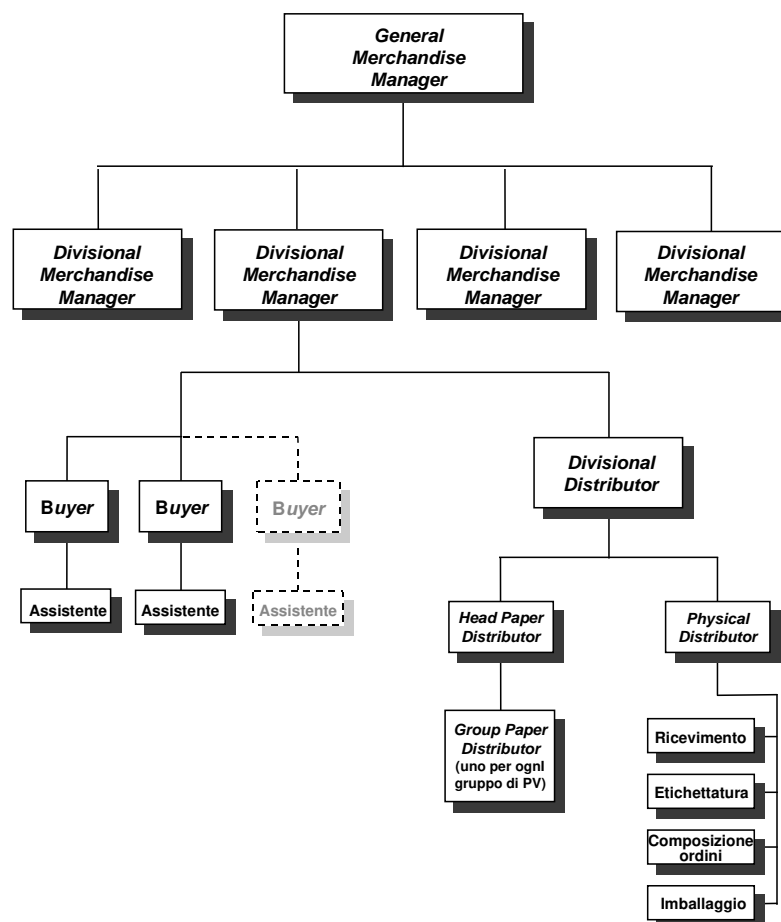 General
Merchandise
Manager
Divisional
Merchandise
Manager
Divisional
Merchandise
Manager
Divisional
Merchandise
Manager
Divisional
Merchandise
Manager
Buyer
Buyer
Buyer
Assistente
Assistente
Assistente
Divisional
Distributor
Head Paper
Distributor
Physical
Distributor
Group Paper
Distributor
(uno per ognI
gruppo di PV)
Ricevimento
Etichettatura
Composizione
ordini
Imballaggio